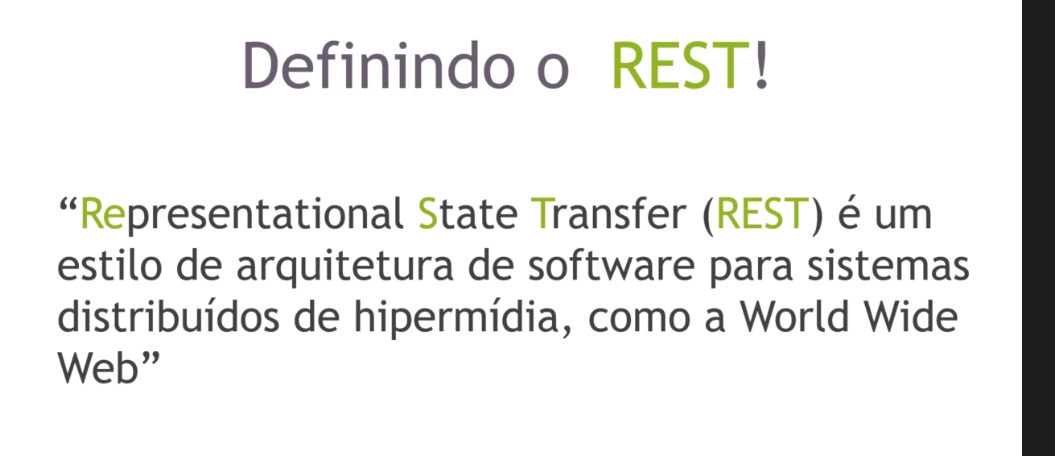 Definindo o REST!
“Representational State Transfer (REST) é um
estilo de arquitetura de software para sistemas
distribuídos de hipermídia, como a World Wide
Web”